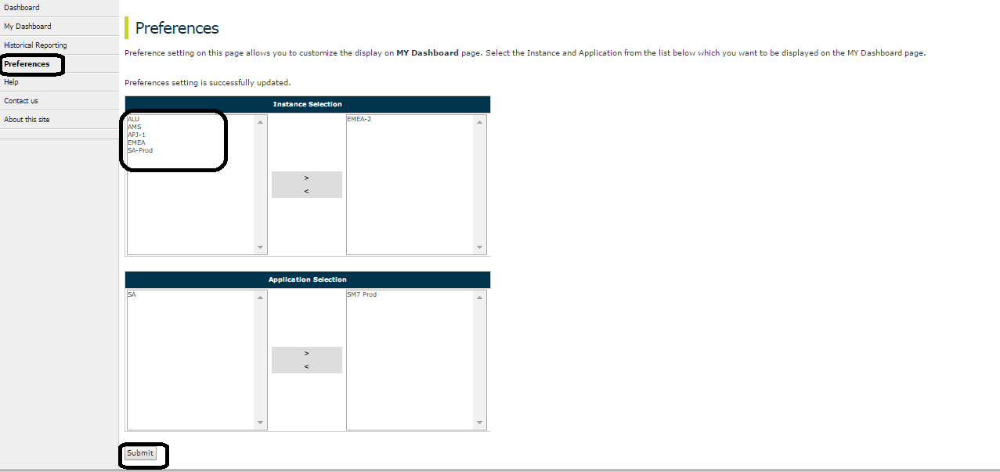 Dashboard
My Dashboard
Historical Reporting
Preferences
Help
Contact us
About this site
Preferences
Preference setting on this page allows you to customize the display on MY Dashboard page. Select the Instance and Application from the list below which you want to be displayed on the MY Dashboard page.
Preferences setting is successfully updated.
Instance Selection
ALU
AMS
APJ-1
EMEA
SA-Prod
>
<
EMEA-2
Application Selection
SA
>
<
SM7 Prod
Submit